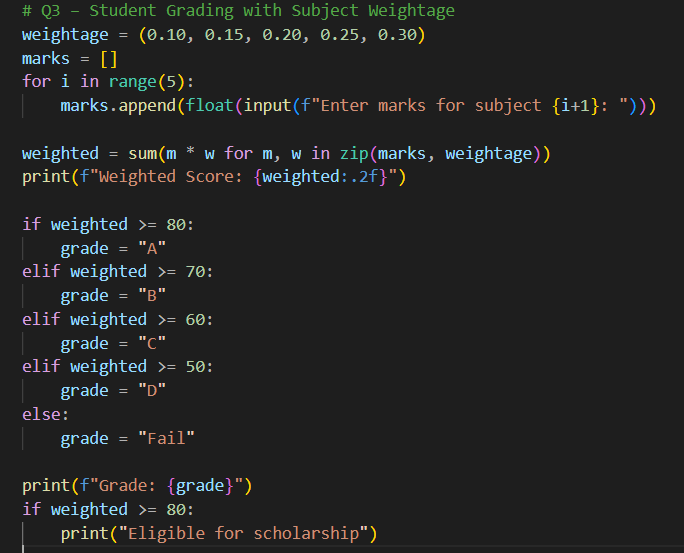 # Q3 – Student Grading with Subject Weightage
weightage = (0.10, 0.15, 0.20, 0.25, 0.30)
marks = []
for i in range(5):
    marks.append(float(input(f"Enter marks for subject {i+1}: ")))

weighted = sum(m * w for m, w in zip(marks, weightage))
print(f"Weighted Score: {weighted:.2f}")

if weighted >= 80:
    grade = "A"
elif weighted >= 70:
    grade = "B"
elif weighted >= 60:
    grade = "C"
elif weighted >= 50:
    grade = "D"
else:
    grade = "Fail"

print(f"Grade: {grade}")
if weighted >= 80:
    print("Eligible for scholarship")